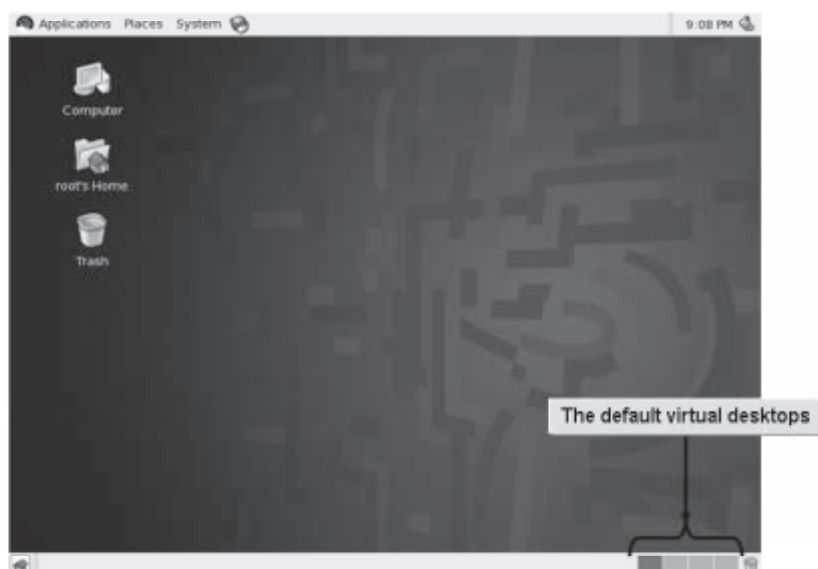 Applications Places System
9:08 PM
Computer
root's Home
Trash
The default virtual desktops